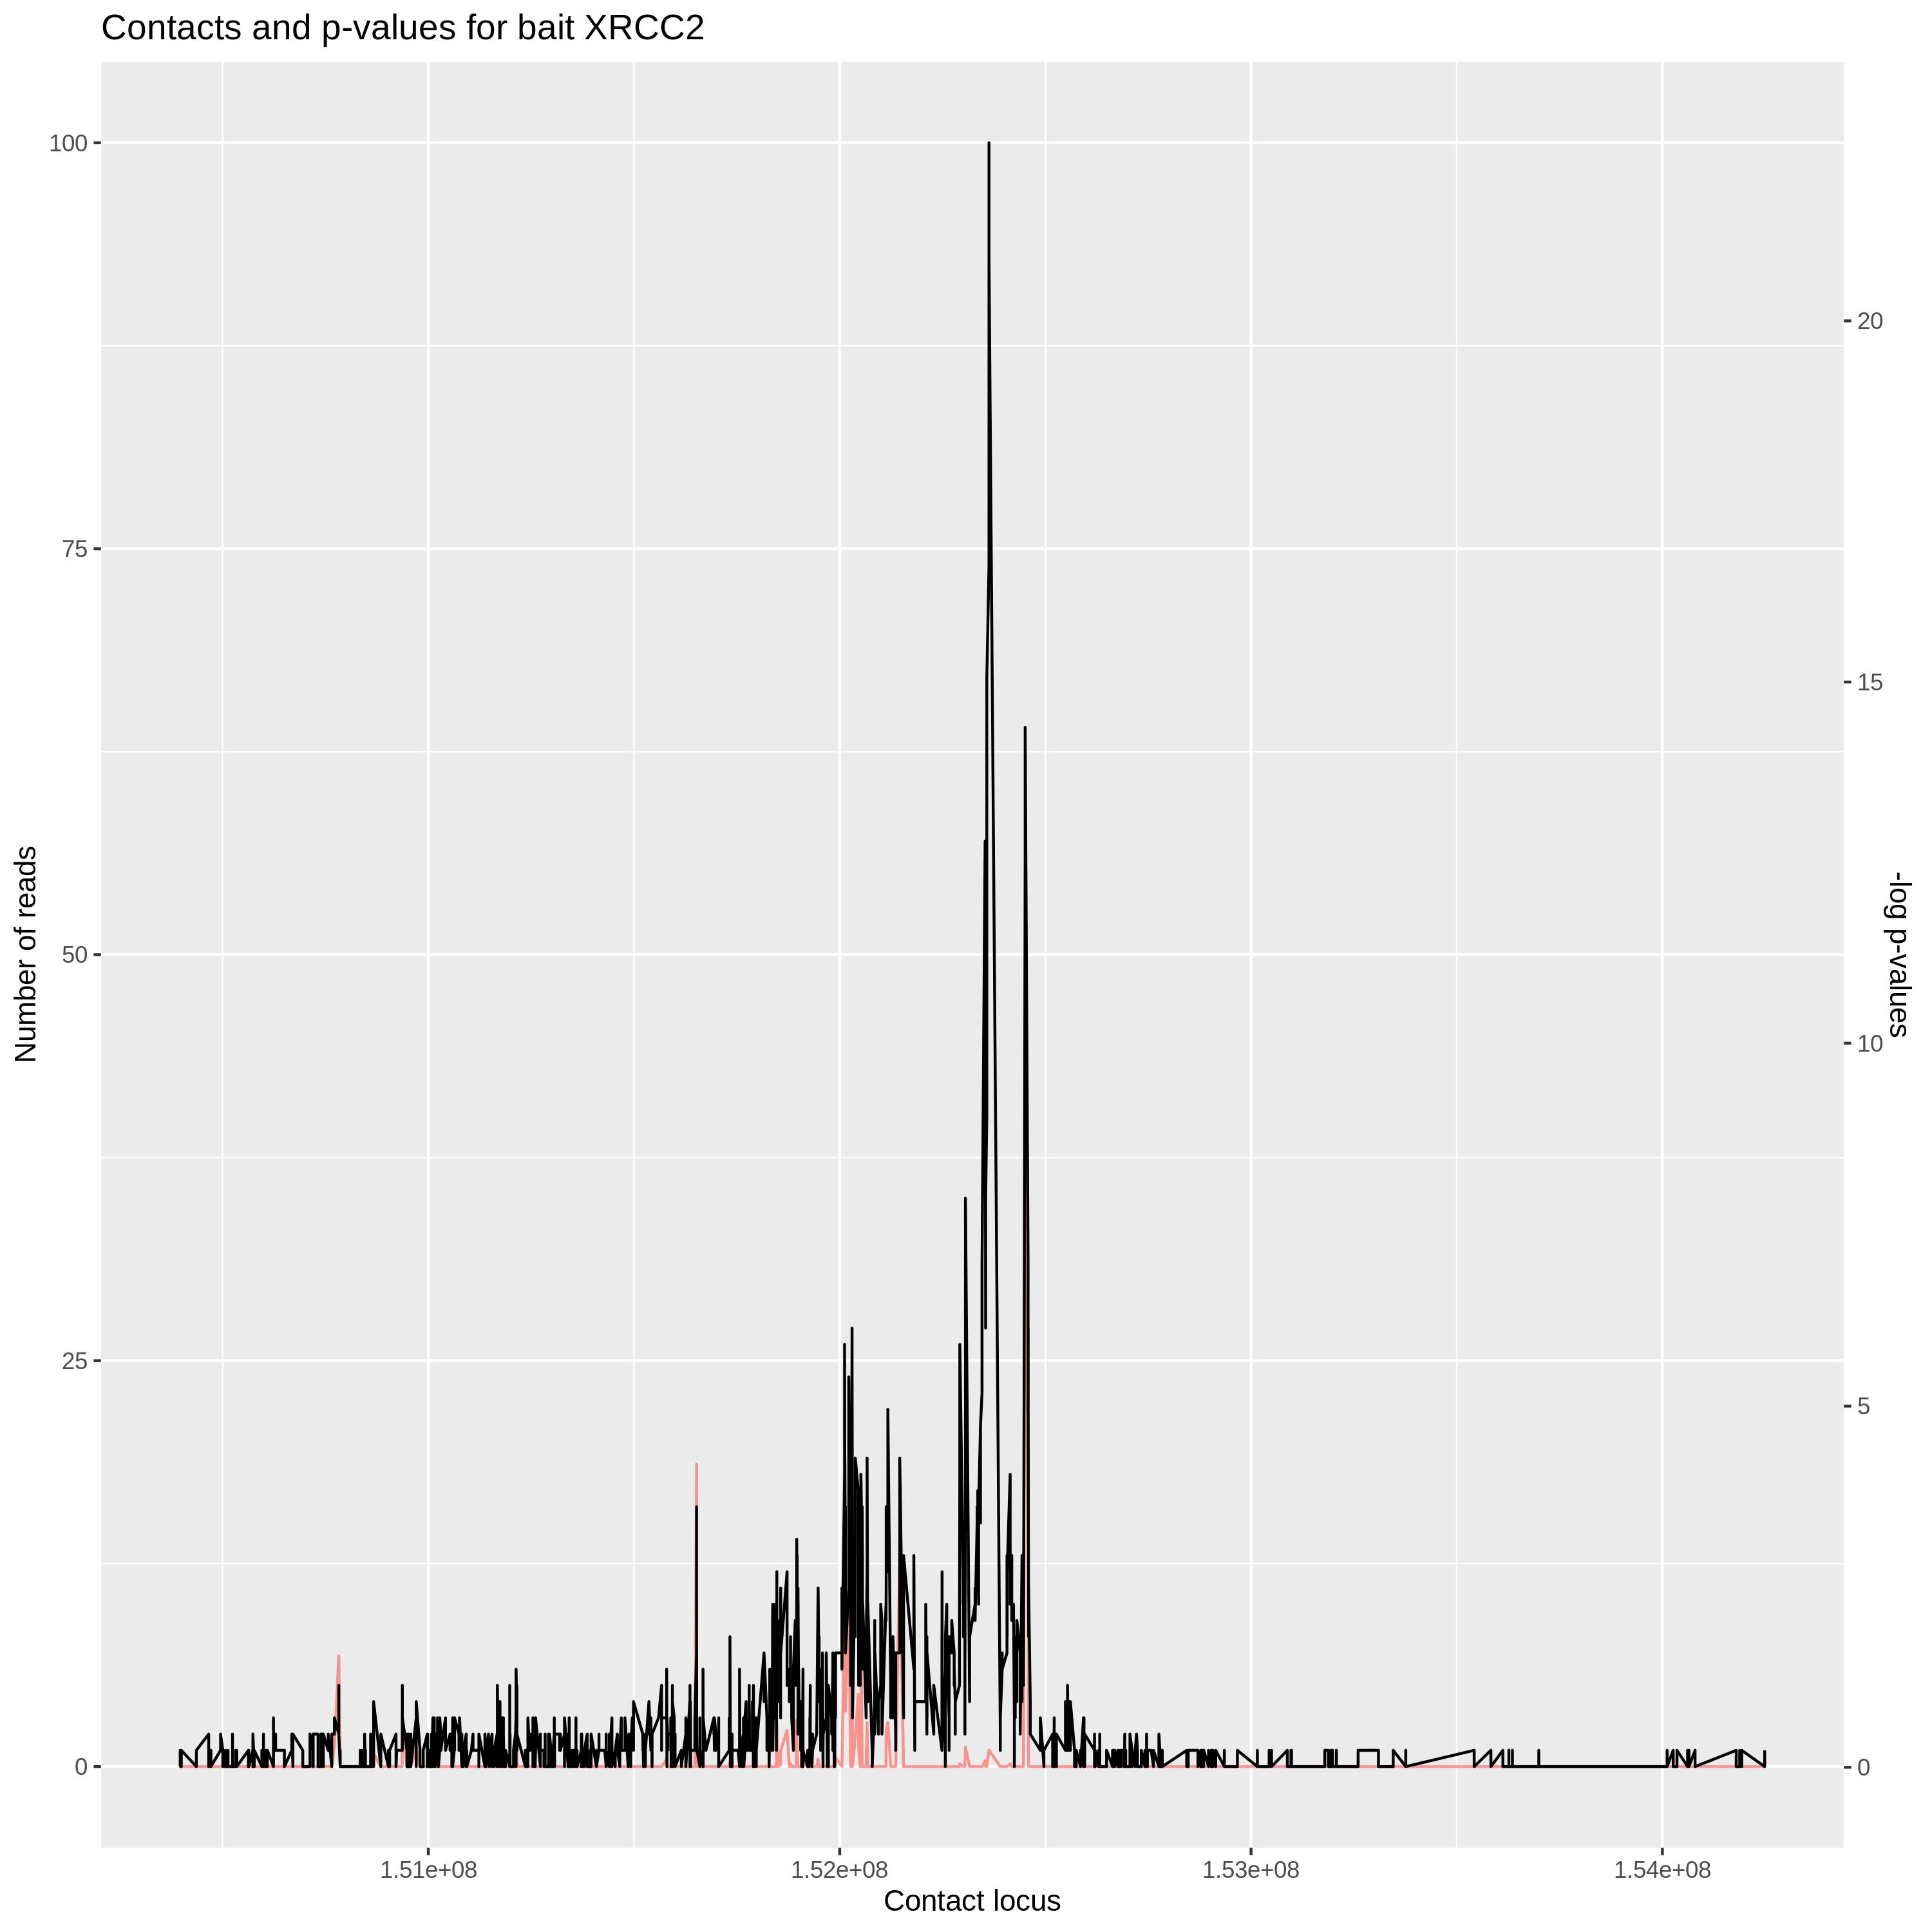 Contacts and p-values for bait XRCC2
100
75
50
25
0
Number of reads
20
15
10
5
0
-log p-values
1.51e+08 1.52e+08 1.53e+08 1.54e+08
Contact locus